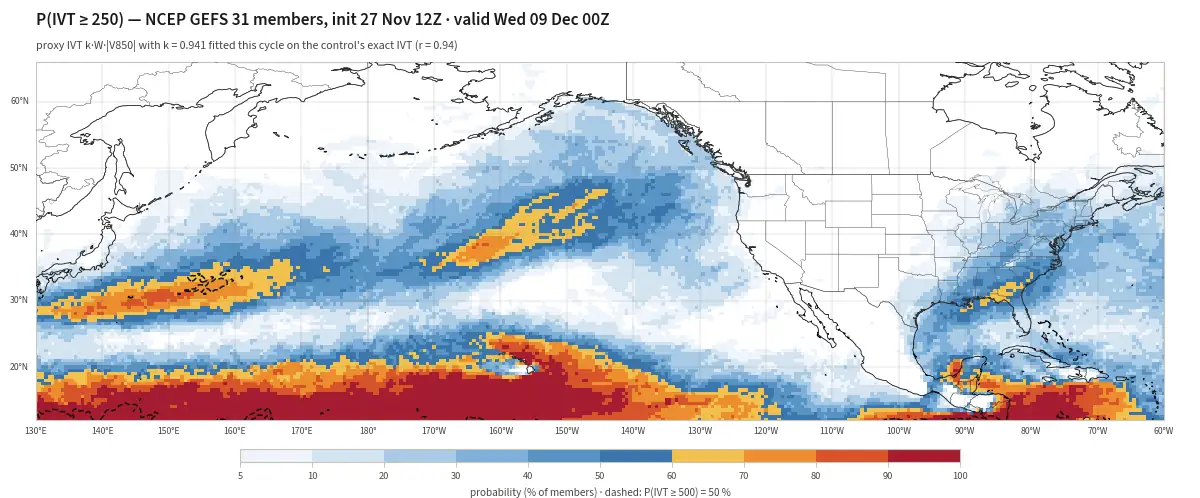 P(IVT ≥ 250) — NCEP GEFS 31 members, init 27 Nov 12Z · valid Wed 09 Dec 00Z
proxy IVT k·W·|V850| with k = 0.941 fitted this cycle on the control's exact IVT (r = 0.94)
60°N
50°N
40°N
30°N
20°N
130°E 140°E 150°E 160°E 170°E 180° 170°W 160°W 150°W 140°W 130°W 120°W 110°W 100°W 90°W 80°W 70°W 60°W
5 10 20 30 40 50 60 70 80 90 100
probability (% of members) · dashed: P(IVT ≥ 500) = 50 %